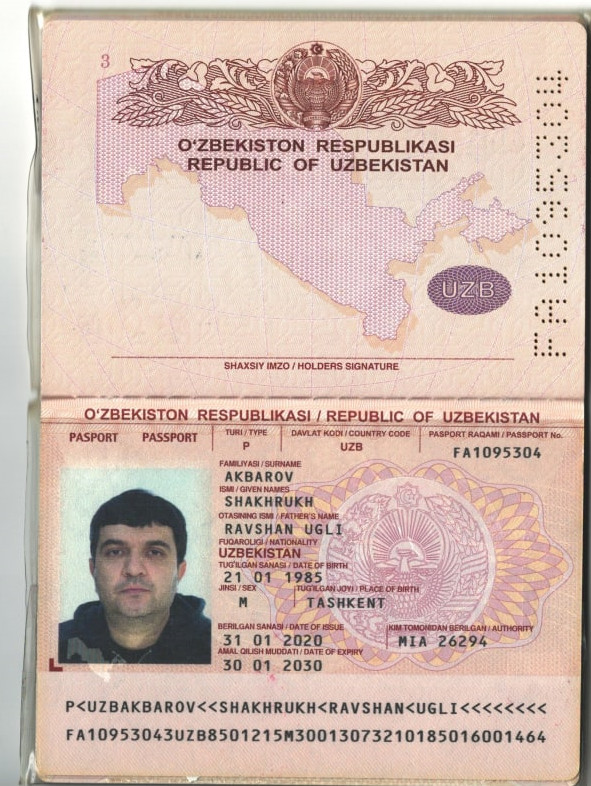 3
O‘ZBEKISTON RESPUBLIKASI
REPUBLIC OF UZBEKISTAN
UZB
FA1095304
SHAXSIY IMZO / HOLDERS SIGNATURE
O‘ZBEKISTON RESPUBLIKASI / REPUBLIC OF UZBEKISTAN
PASPORT PASSPORT TURI / TYPE DAVLAT KODI / COUNTRY CODE PASPORT RAQAMI / PASSPORT No.
P UZB FA1095304
FAMILIYASI / SURNAME
AKBAROV
ISMI / GIVEN NAMES
SHAKHRUKH
OTASINING ISMI / FATHER'S NAME
RAVSHAN UGLI
FUQAROLIGI / NATIONALITY
UZBEKISTAN
TUG‘ILGAN SANASI / DATE OF BIRTH
21 01 1985
JINSI / SEX TUG‘ILGAN JOYI / PLACE OF BIRTH
M TASHKENT
BERILGAN SANASI / DATE OF ISSUE KIM TOMONIDAN BERILGAN / AUTHORITY
31 01 2020 MIA 26294
AMAL QILISH MUDDATI / DATE OF EXPIRY
30 01 2030
P<UZBAKBAROV<<SHAKHRUKH<RAVSHAN<UGLI<<<<<<<<
FA10953043UZB8501215M30013073210185016001464